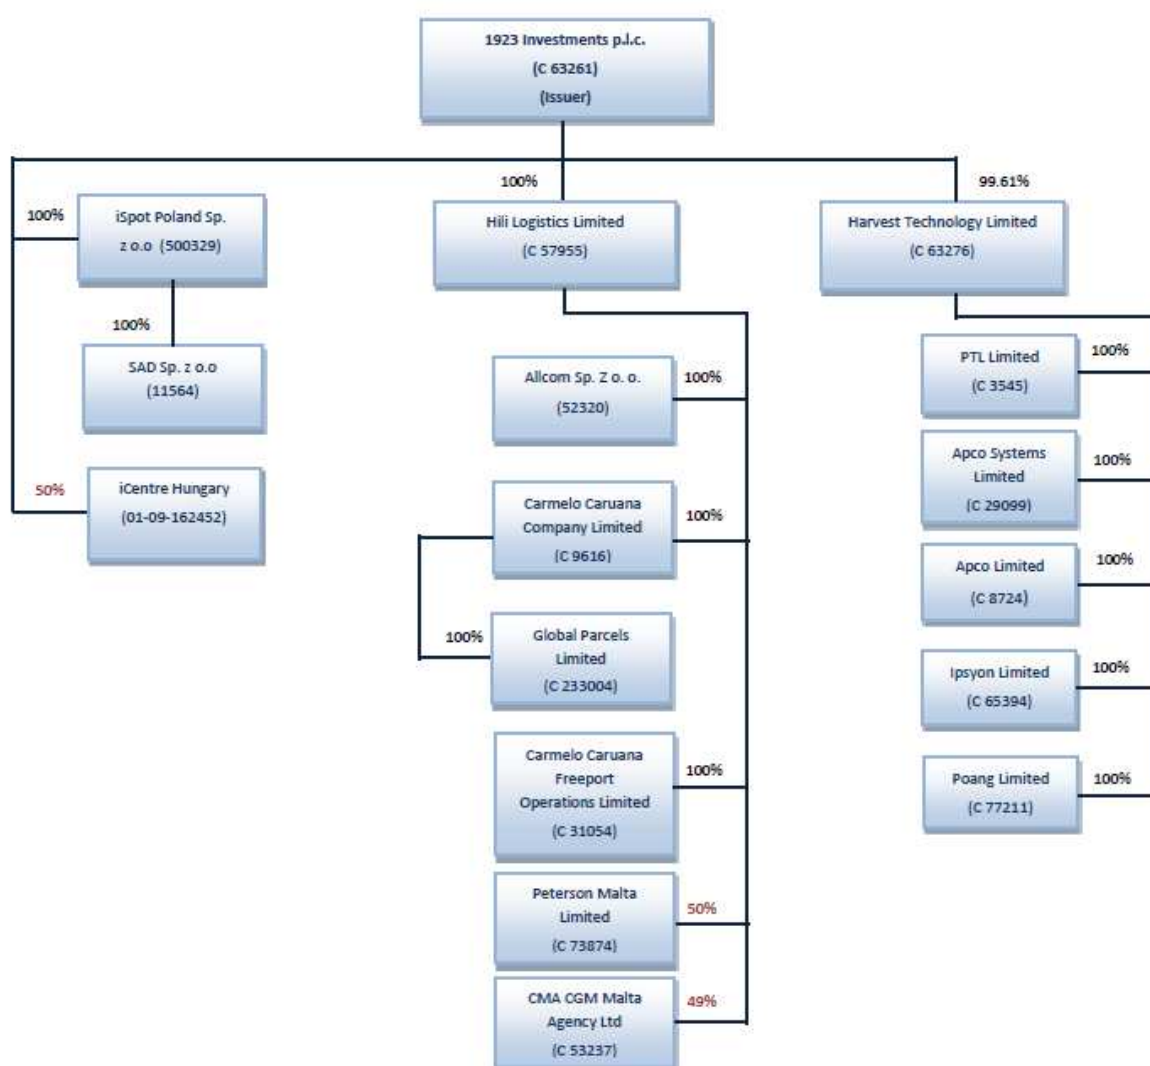 1923 Investments p.l.c.
(C 63261)
(Issuer)
100%
iSpot Poland Sp.
z o.o (500329)
100%
SAD Sp. z o.o
(11564)
50%
iCentre Hungary
(01-09-162452)
100%
Hili Logistics Limited
(C 57955)
Allcom Sp. Z o. o.
(52320)
100%
Carmelo Caruana
Company Limited
(C 9616)
100%
100%
Global Parcels
Limited
(C 233004)
Carmelo Caruana
Freeport
Operations Limited
(C 31054)
100%
Peterson Malta
Limited
(C 73874)
50%
CMA CGM Malta
Agency Ltd
(C 53237)
49%
99.61%
Harvest Technology Limited
(C 63276)
PTL Limited
(C 3545)
100%
Apco Systems
Limited
(C 29099)
100%
Apco Limited
(C 8724)
100%
Ipsyon Limited
(C 65394)
100%
Poang Limited
(C 77211)
100%